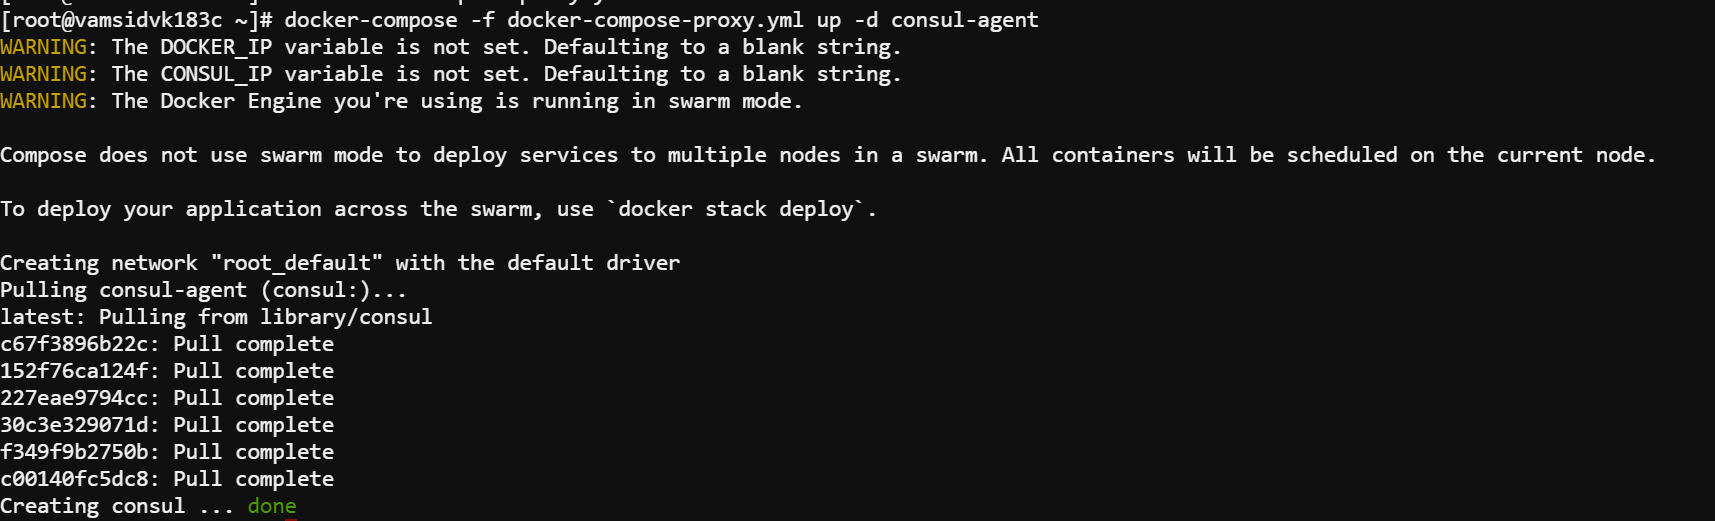 [root@vamsidvk183c ~]# docker-compose -f docker-compose-proxy.yml up -d consul-agent
WARNING: The DOCKER_IP variable is not set. Defaulting to a blank string.
WARNING: The CONSUL_IP variable is not set. Defaulting to a blank string.
WARNING: The Docker Engine you're using is running in swarm mode.
Compose does not use swarm mode to deploy services to multiple nodes in a swarm. All containers will be scheduled on the current node.
To deploy your application across the swarm, use `docker stack deploy`.
Creating network "root_default" with the default driver
Pulling consul-agent (consul:)...
latest: Pulling from library/consul
c67f3896b22c: Pull complete
152f76ca124f: Pull complete
227eae9794cc: Pull complete
30c3e329071d: Pull complete
f349f9b2750b: Pull complete
c00140fc5dc8: Pull complete
Creating consul ... done